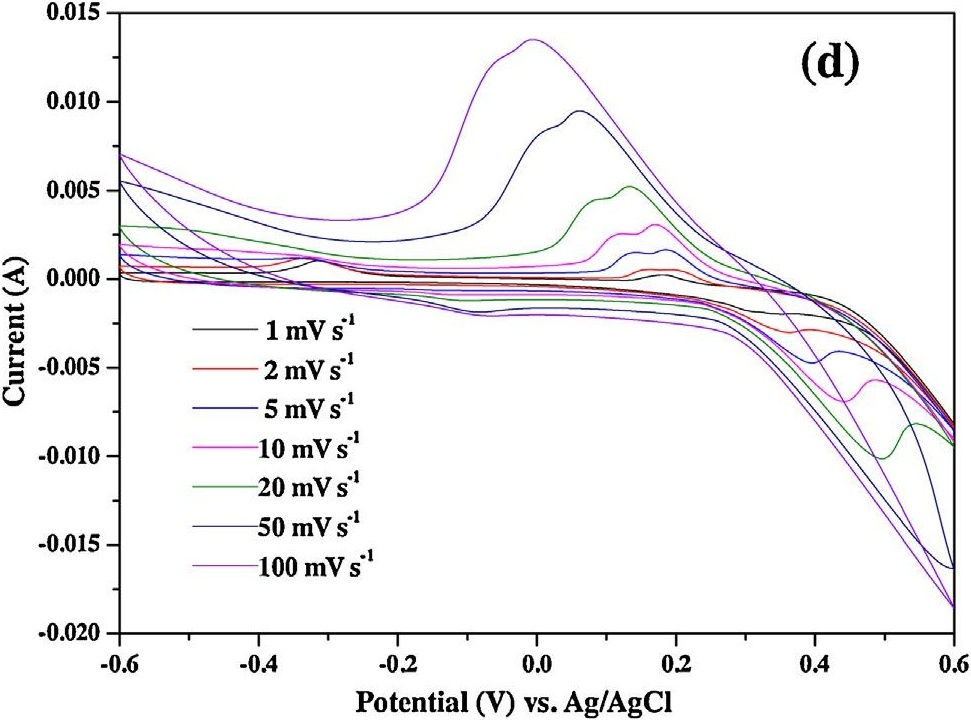 (d)
0.015
0.010
0.005
0.000
-0.005
-0.010
-0.015
-0.020
Current (A)
1 mV s⁻¹
2 mV s⁻¹
5 mV s⁻¹
10 mV s⁻¹
20 mV s⁻¹
50 mV s⁻¹
100 mV s⁻¹
-0.6 -0.4 -0.2 0.0 0.2 0.4 0.6
Potential (V) vs. Ag/AgCl